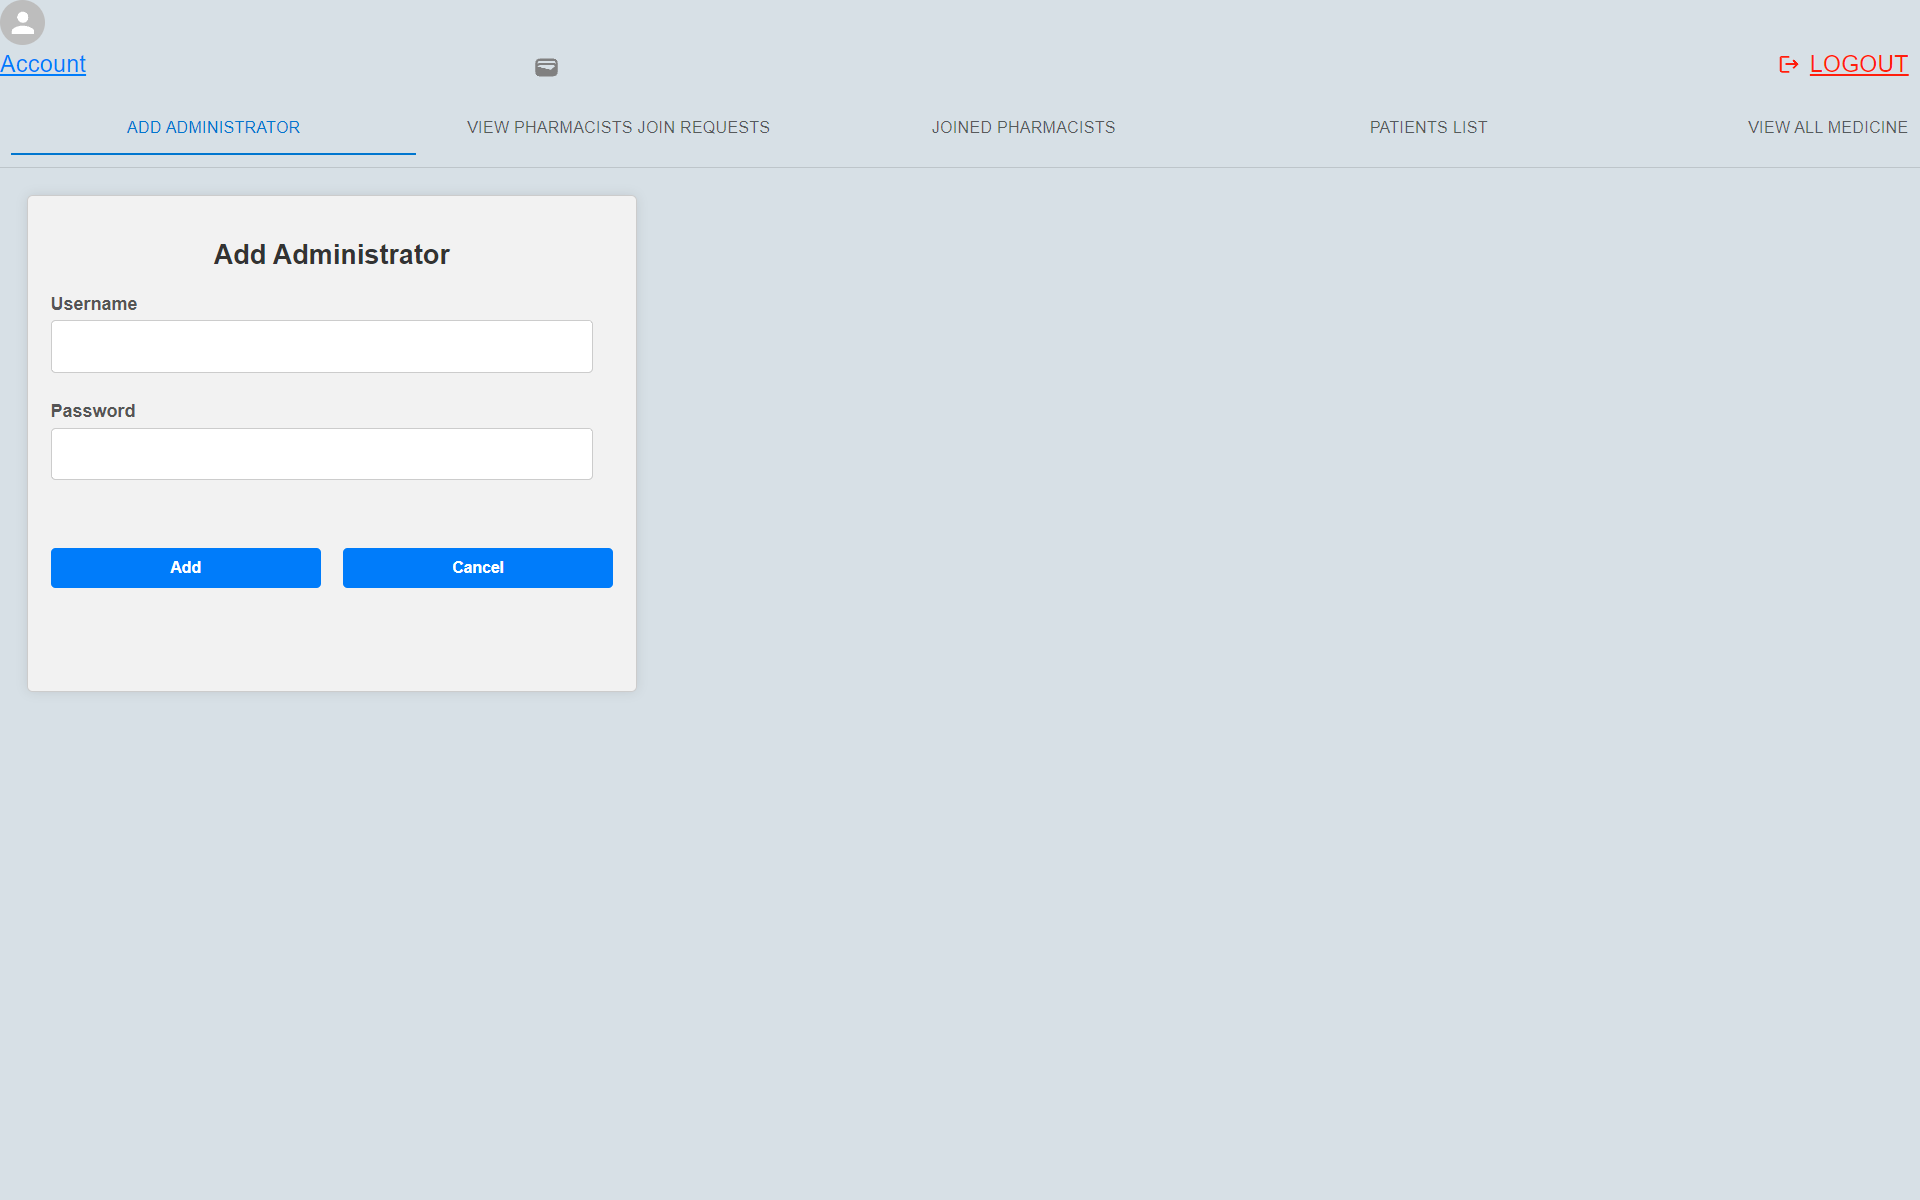 Account
LOGOUT
ADD ADMINISTRATOR
VIEW PHARMACISTS JOIN REQUESTS
JOINED PHARMACISTS
PATIENTS LIST
VIEW ALL MEDICINE
Add Administrator
Username
Password
Add
Cancel